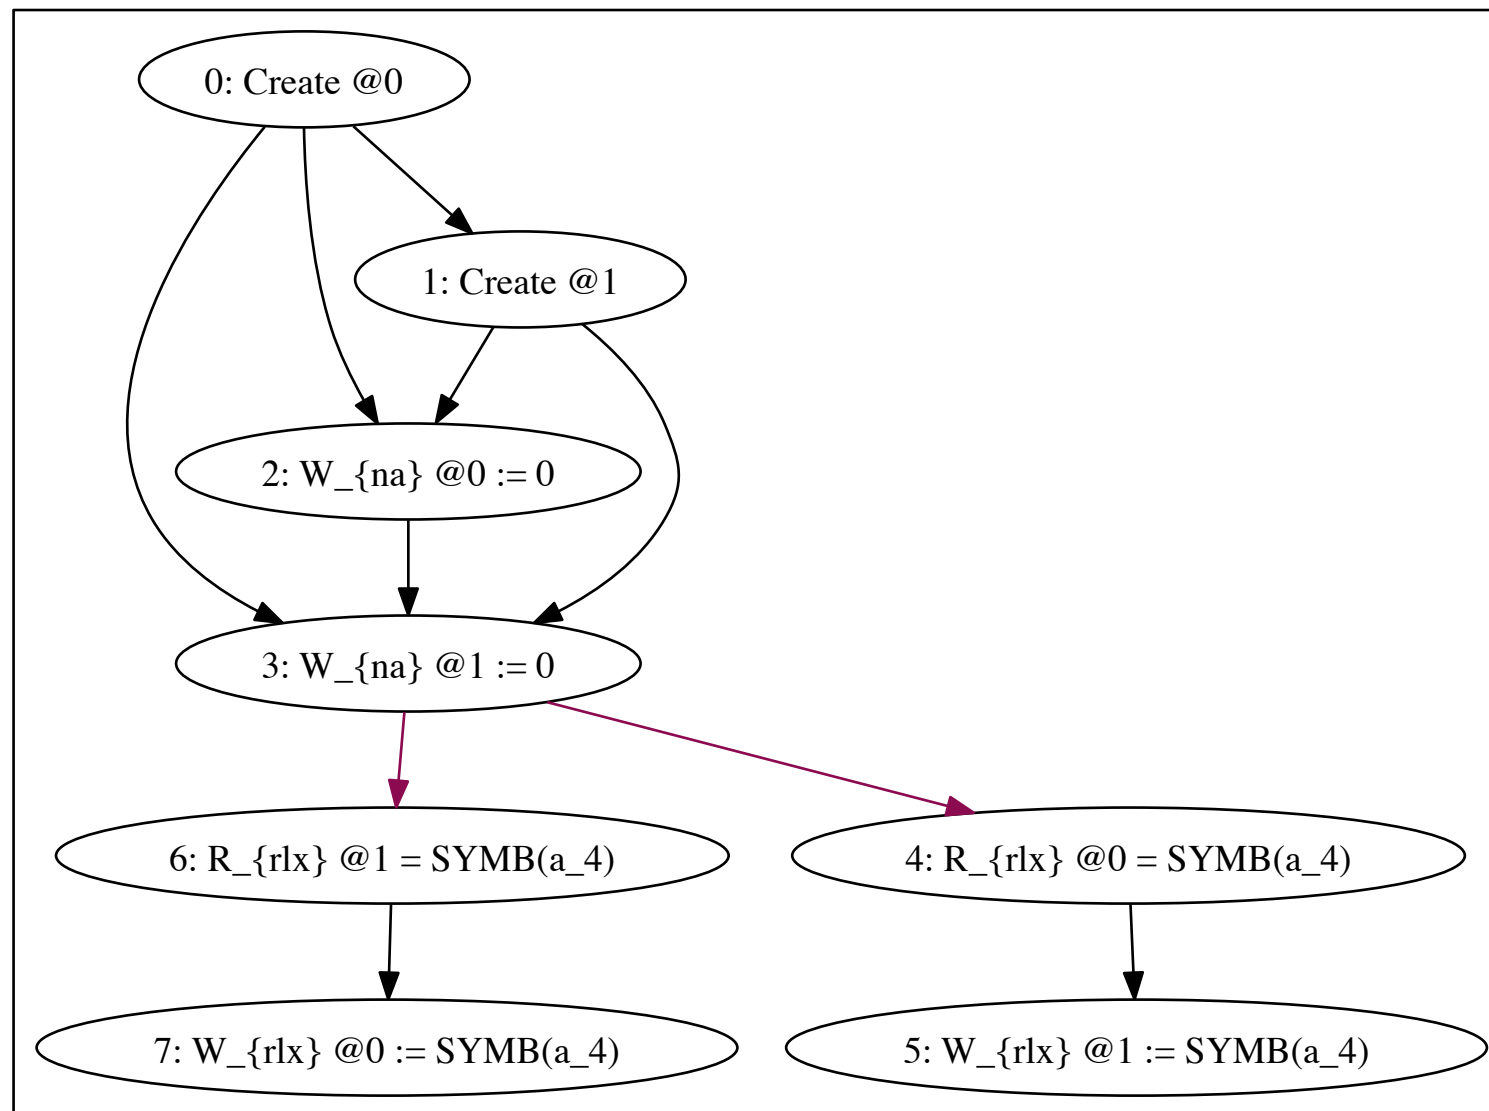 0: Create @0
1: Create @1
2: W_{na} @0 := 0
3: W_{na} @1 := 0
6: R_{rlx} @1 = SYMB(a_4)
4: R_{rlx} @0 = SYMB(a_4)
7: W_{rlx} @0 := SYMB(a_4)
5: W_{rlx} @1 := SYMB(a_4)